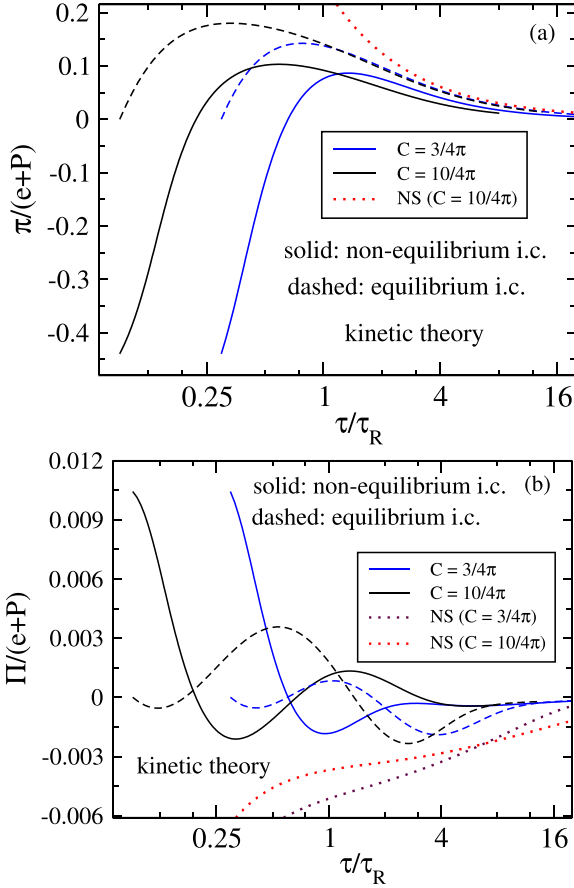 0.2
(a)
0.1
0
-0.1
-0.2
-0.3
-0.4
π/(e+P)
C = 3/4π
C = 10/4π
NS (C = 10/4π)
solid: non-equilibrium i.c.
dashed: equilibrium i.c.
kinetic theory
0.25 1 4 16
τ/τ_R
0.012
solid: non-equilibrium i.c. (b)
dashed: equilibrium i.c.
0.009
0.006
0.003
0
-0.003
-0.006
Π/(e+P)
C = 3/4π
C = 10/4π
NS (C = 3/4π)
NS (C = 10/4π)
kinetic theory
0.25 1 4 16
τ/τ_R